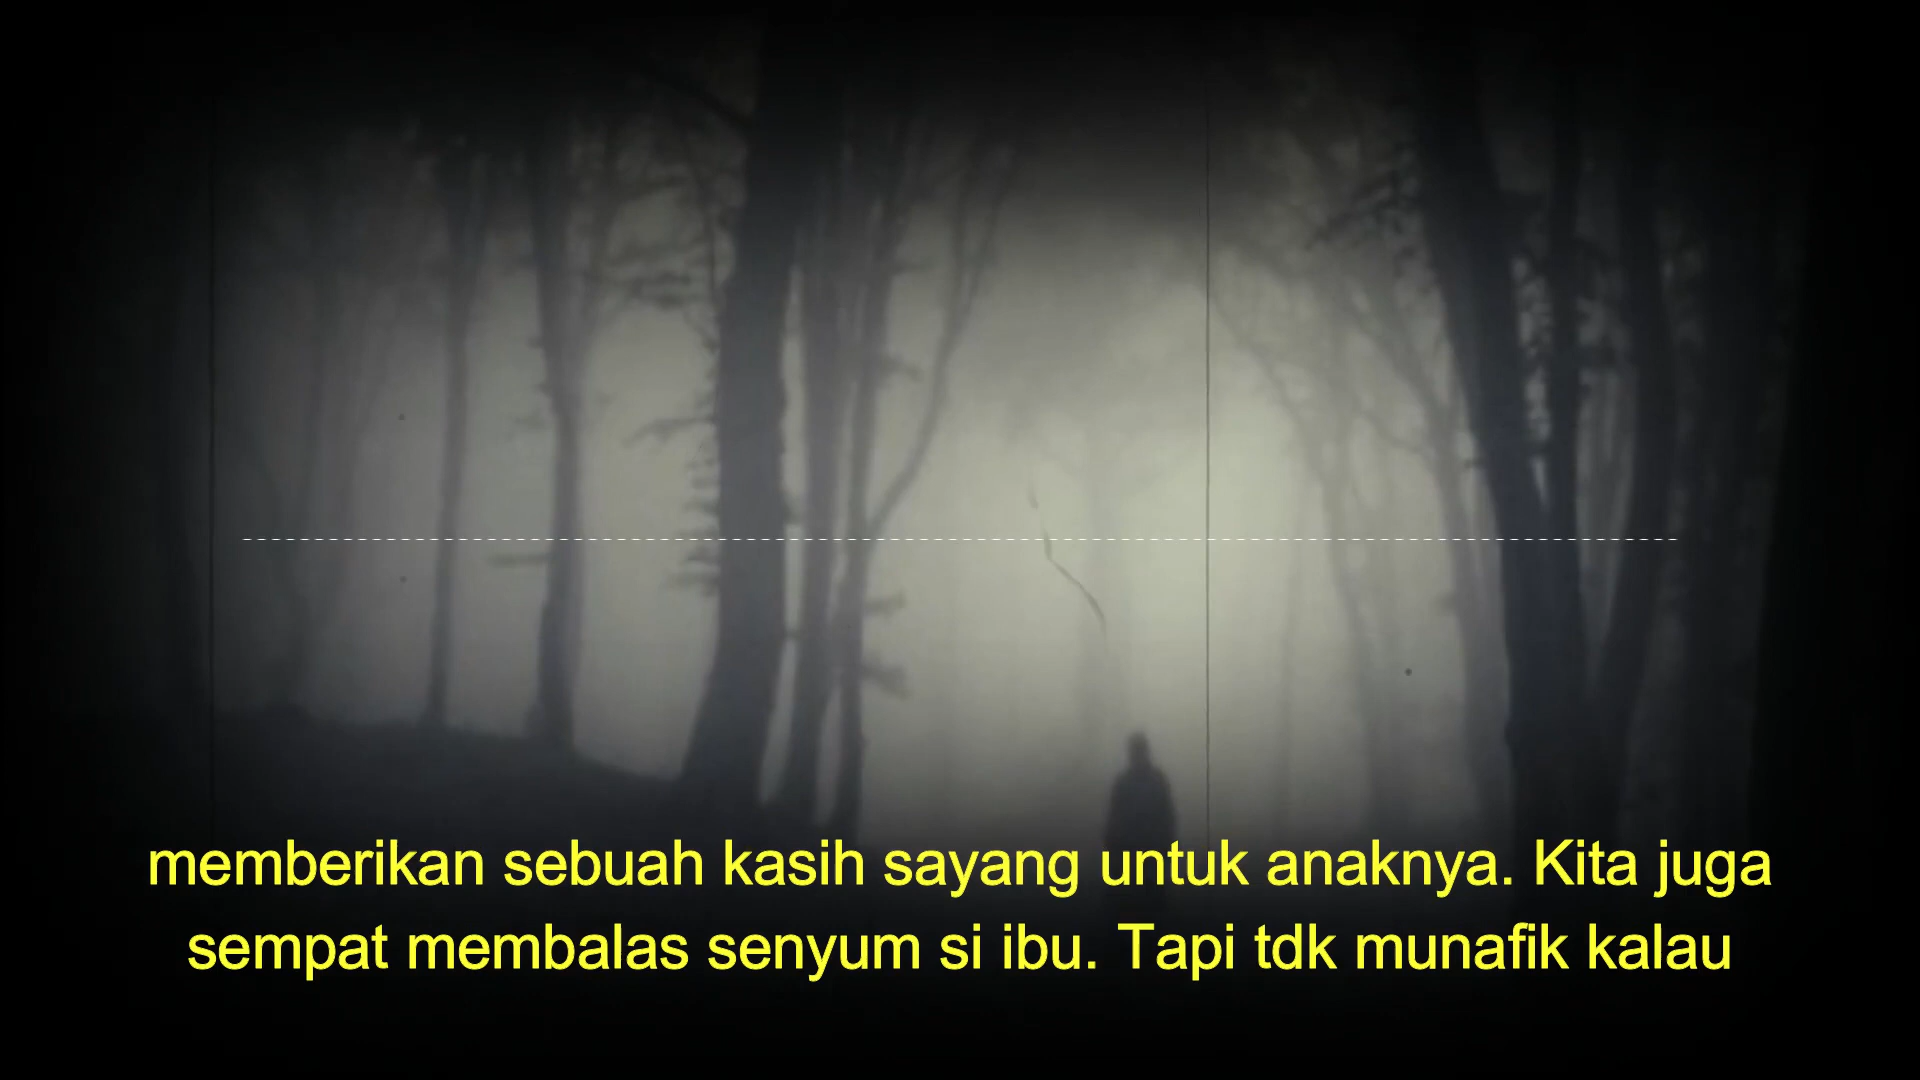 memberikan sebuah kasih sayang untuk anaknya. Kita juga
sempat membalas senyum si ibu. Tapi tdk munafik kalau